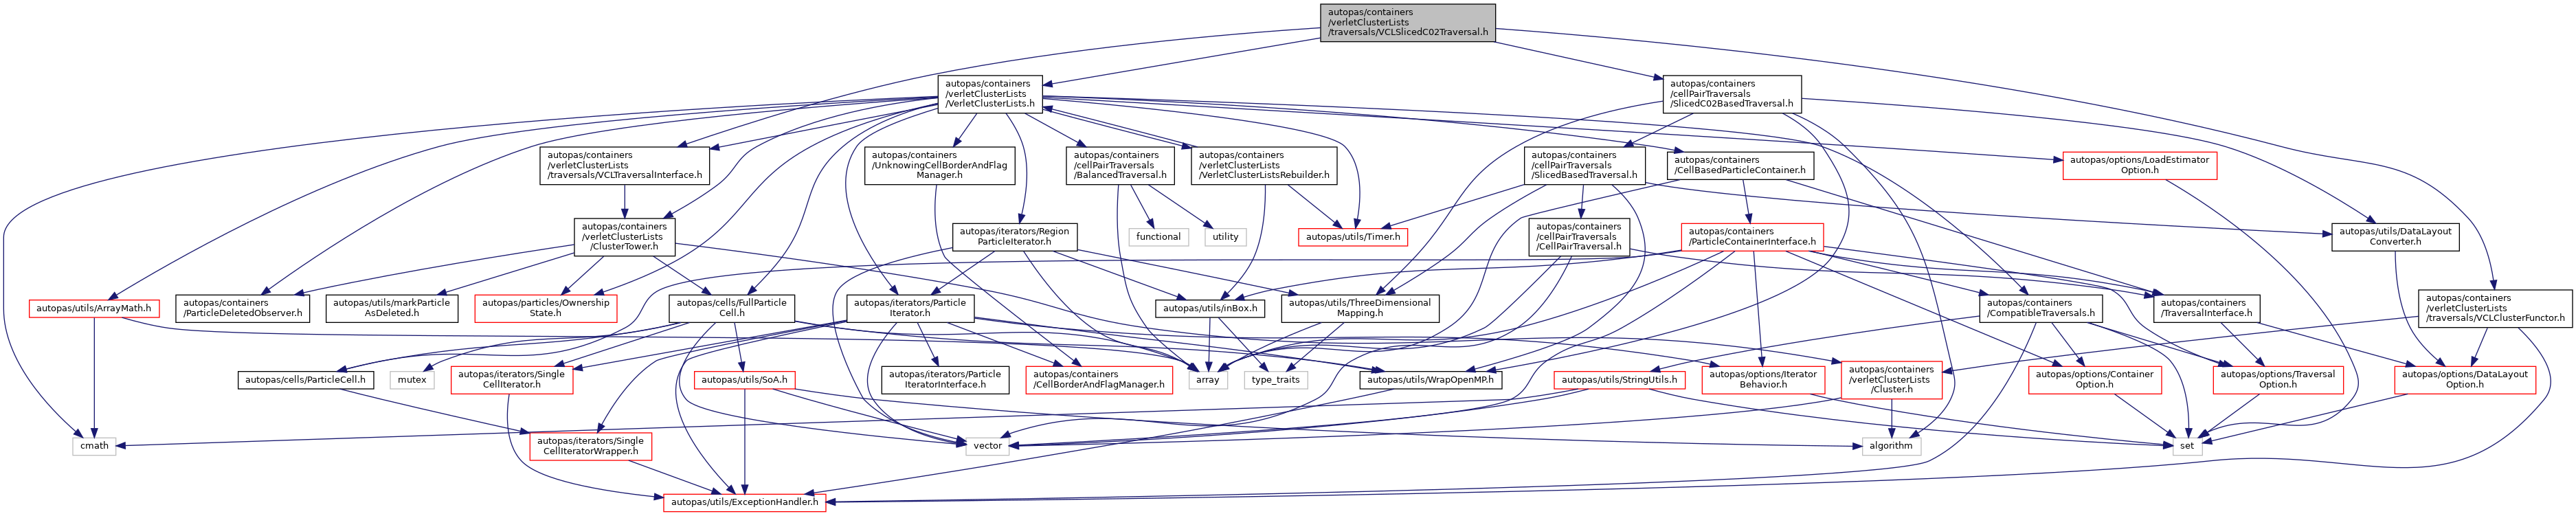 autopas/containers
/verletClusterLists
/traversals/VCLSlicedC02Traversal.h
autopas/containers
/verletClusterLists
/VerletClusterLists.h
autopas/containers
/cellPairTraversals
/SlicedC02BasedTraversal.h
autopas/containers
/verletClusterLists
/traversals/VCLTraversalInterface.h
autopas/containers
/UnknowingCellBorderAndFlag
Manager.h
autopas/containers
/cellPairTraversals
/BalancedTraversal.h
autopas/containers
/verletClusterLists
/VerletClusterListsRebuilder.h
autopas/containers
/cellPairTraversals
/SlicedBasedTraversal.h
autopas/containers
/CellBasedParticleContainer.h
autopas/options/LoadEstimator
Option.h
autopas/containers
/verletClusterLists
/ClusterTower.h
autopas/iterators/Region
ParticleIterator.h
functional
utility
autopas/utils/Timer.h
autopas/containers
/cellPairTraversals
/CellPairTraversal.h
autopas/containers
/ParticleContainerInterface.h
autopas/utils/DataLayout
Converter.h
autopas/utils/ArrayMath.h
autopas/containers
/ParticleDeletedObserver.h
autopas/utils/markParticle
AsDeleted.h
autopas/particles/Ownership
State.h
autopas/cells/FullParticle
Cell.h
autopas/iterators/Particle
Iterator.h
autopas/utils/inBox.h
autopas/utils/ThreeDimensional
Mapping.h
autopas/containers
/CompatibleTraversals.h
autopas/containers
/TraversalInterface.h
autopas/containers
/verletClusterLists
/traversals/VCLClusterFunctor.h
autopas/cells/ParticleCell.h
mutex
autopas/iterators/Single
CellIterator.h
autopas/utils/SoA.h
autopas/iterators/Particle
IteratorInterface.h
autopas/containers
/CellBorderAndFlagManager.h
array
type_traits
autopas/utils/WrapOpenMP.h
autopas/utils/StringUtils.h
autopas/options/Iterator
Behavior.h
autopas/containers
/verletClusterLists
/Cluster.h
autopas/options/Container
Option.h
autopas/options/Traversal
Option.h
autopas/options/DataLayout
Option.h
cmath
autopas/iterators/Single
CellIteratorWrapper.h
vector
algorithm
set
autopas/utils/ExceptionHandler.h